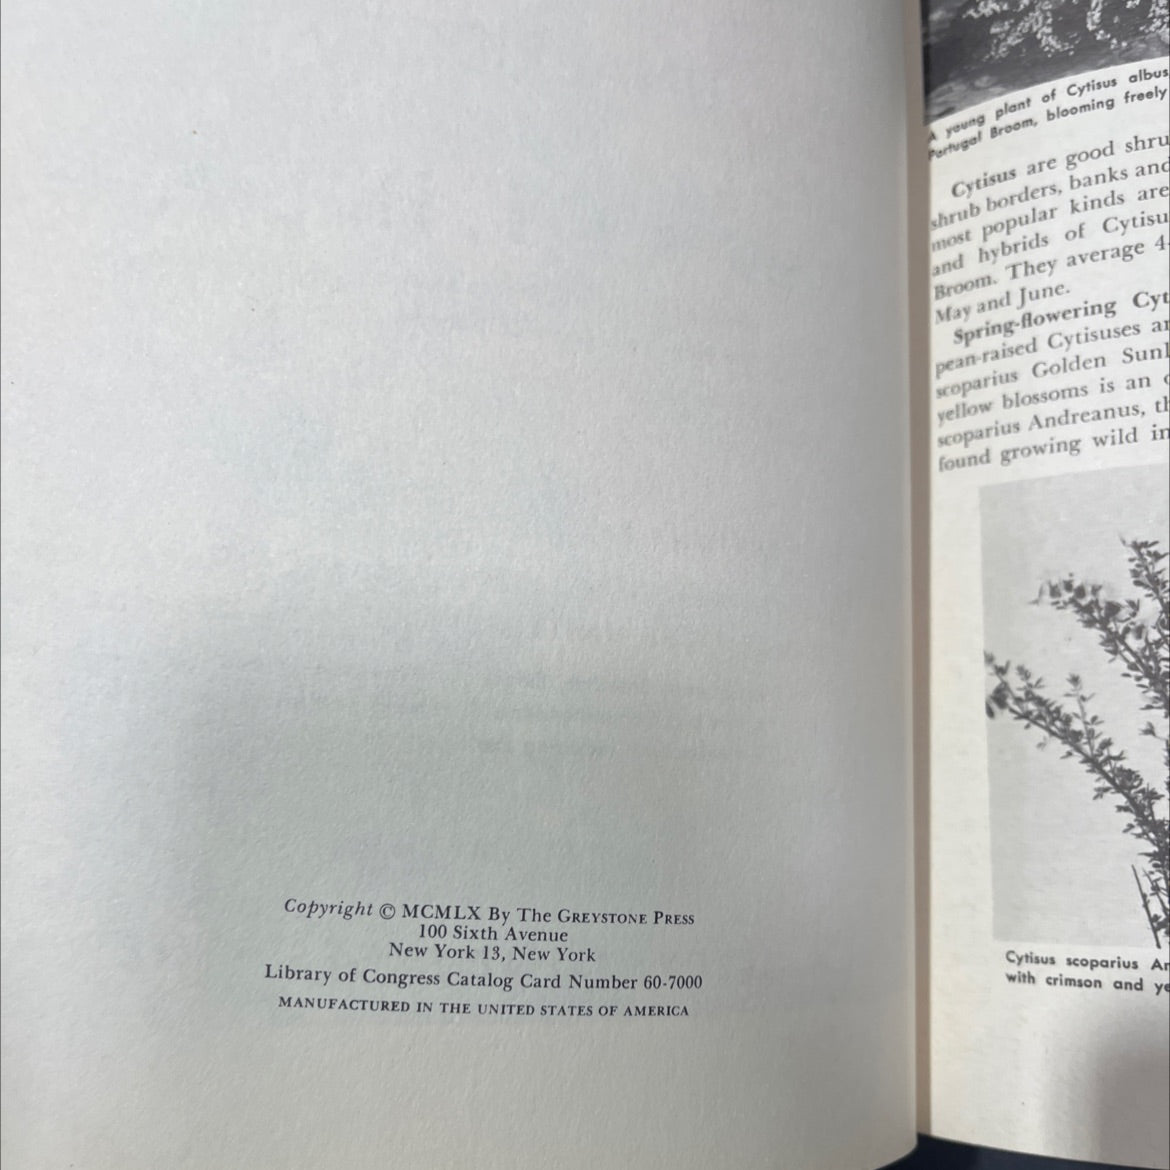 Copyright © MCMLX By The GREYSTONE PRESS
100 Sixth Avenue
New York 13, New York
Library of Congress Catalog Card Number 60-7000
MANUFACTURED IN THE UNITED STATES OF AMERICA
A young plant of Cytisus albus
Portugal Broom, blooming freely
Cytisus are good shru
shrub borders, banks and
most popular kinds are
and hybrids of Cytisu
Broom. They average 4-
May and June.
Spring-flowering Cyt
pean-raised Cytisuses ar
scoparius Golden Sunl
yellow blossoms is an
scoparius Andreanus, th
found growing wild in
Cytisus scoparius An
with crimson and ye